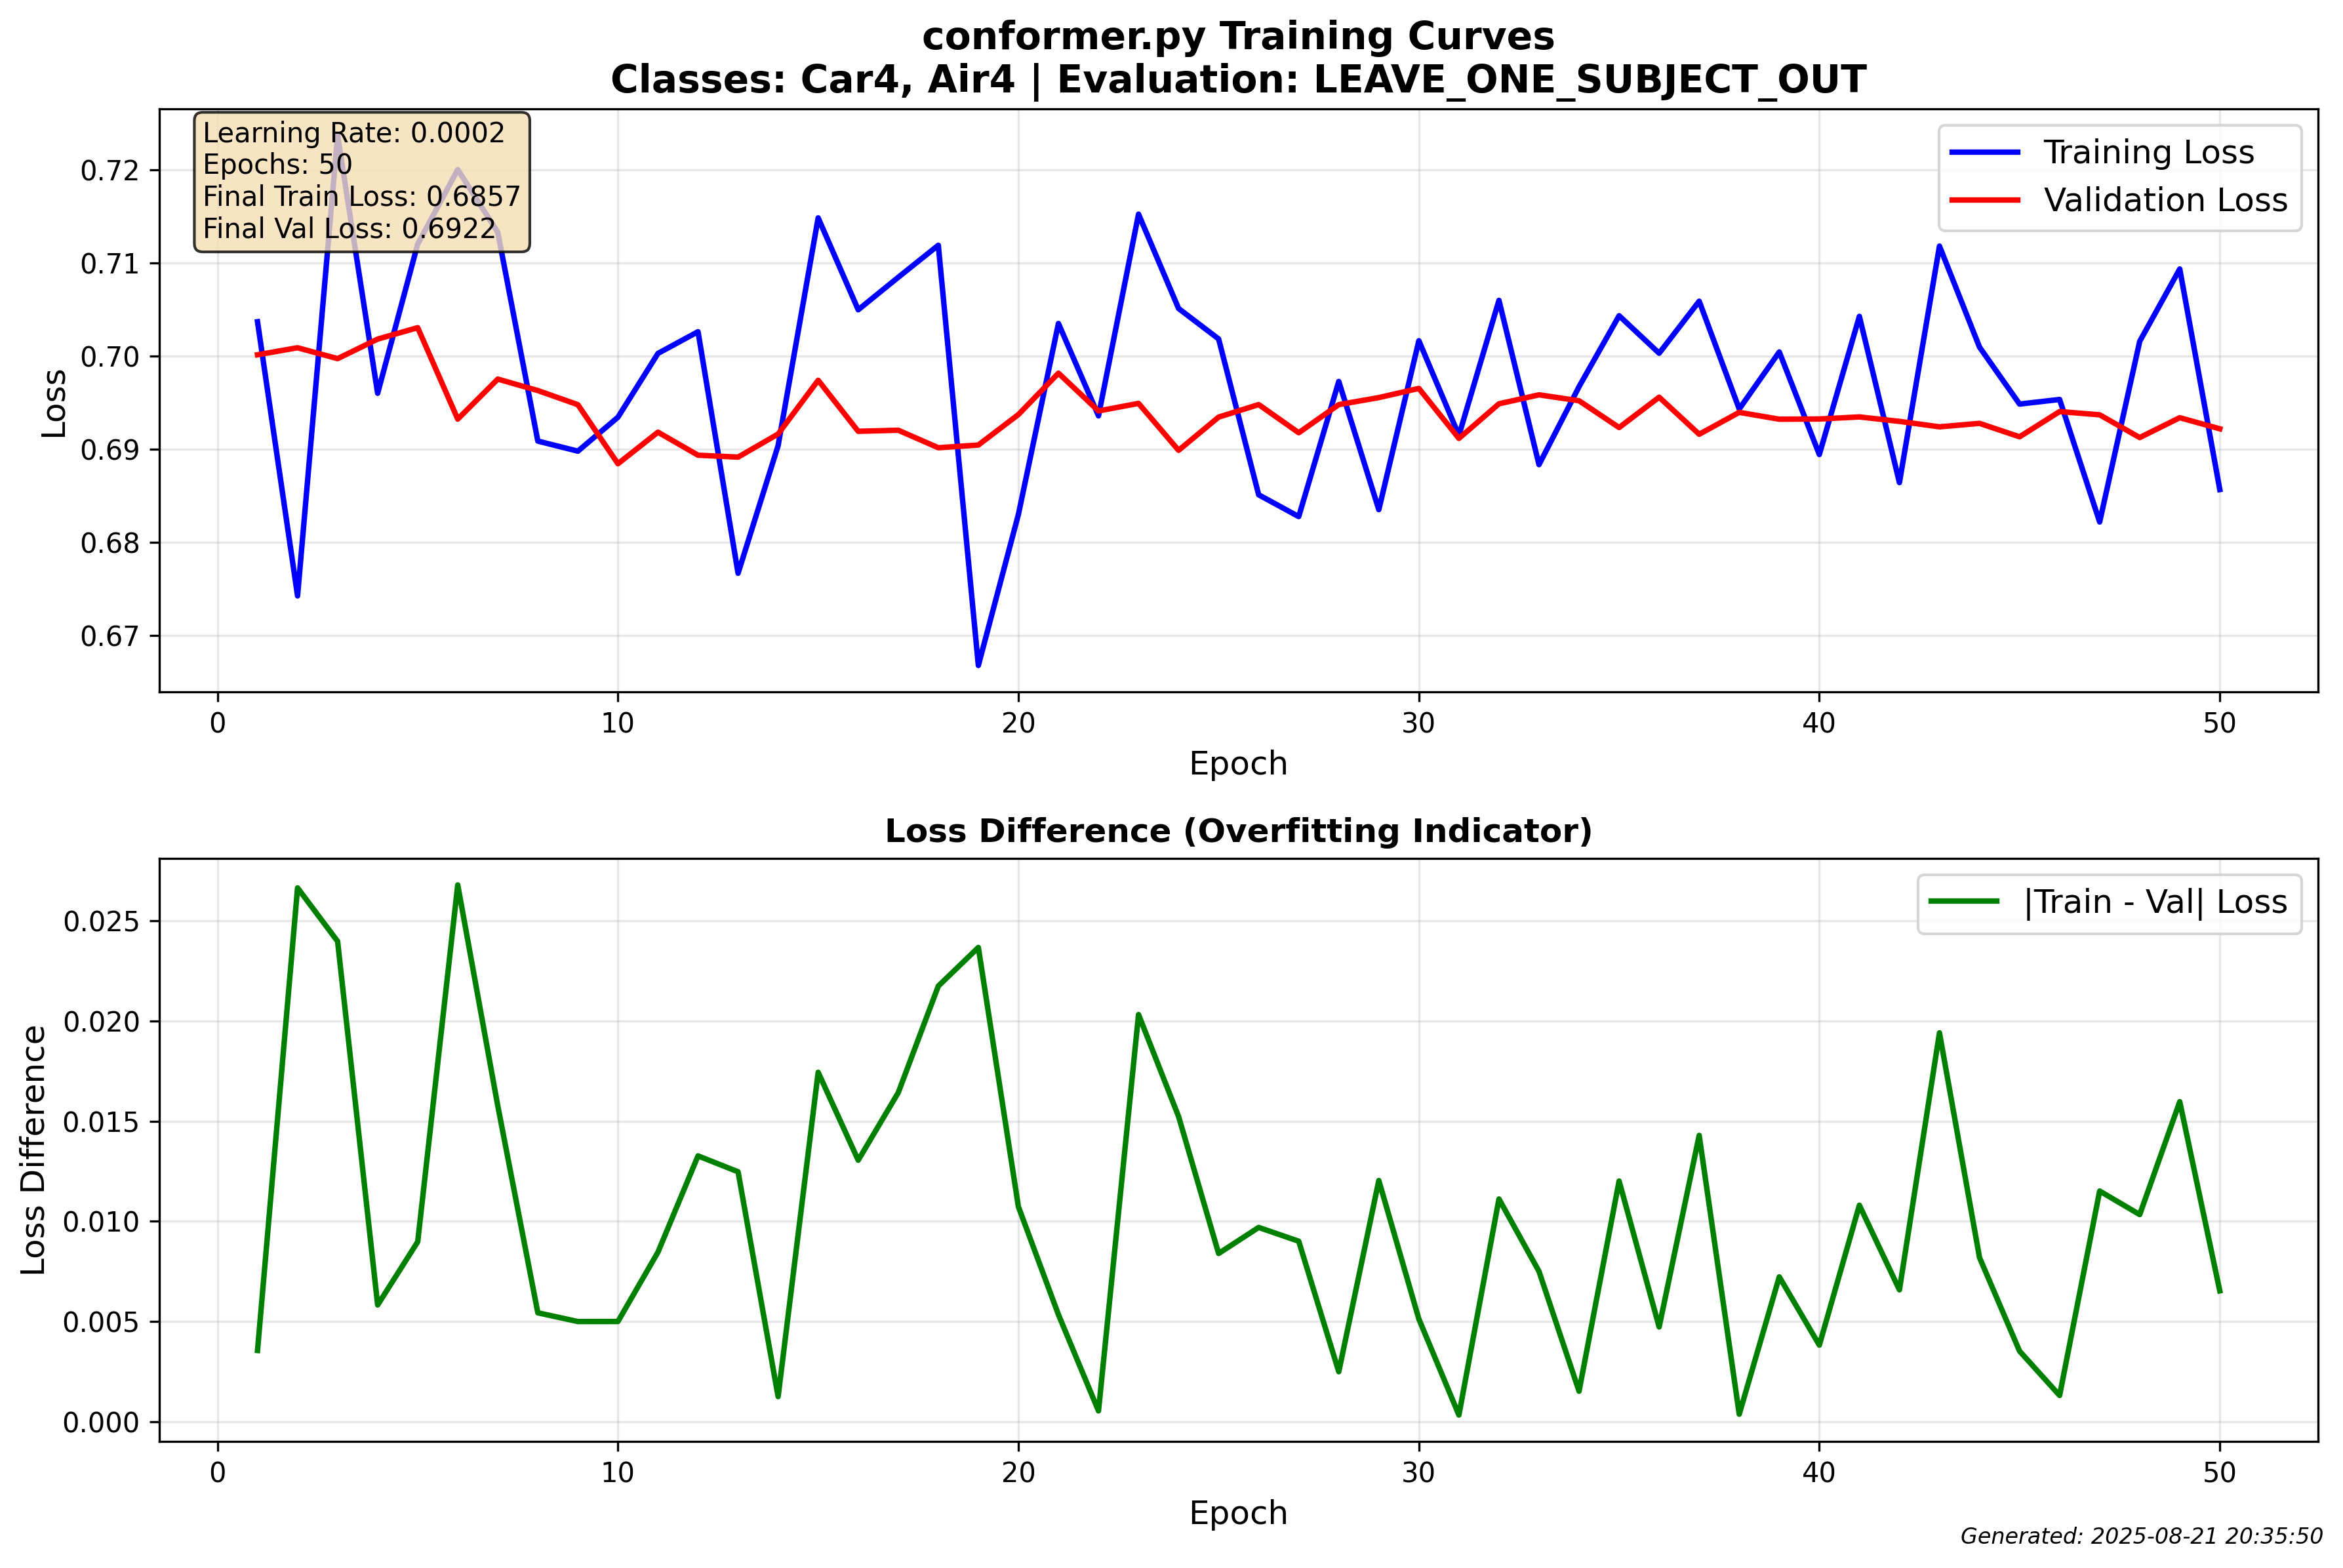 conformer.py Training Curves
Classes: Car4, Air4 | Evaluation: LEAVE_ONE_SUBJECT_OUT
Learning Rate: 0.0002
Epochs: 50
Final Train Loss: 0.6857
Final Val Loss: 0.6922
Training Loss
Validation Loss
Loss
0.72
0.71
0.70
0.69
0.68
0.67
0 10 20 30 40 50
Epoch
Loss Difference (Overfitting Indicator)
|Train - Val| Loss
Loss Difference
0.025
0.020
0.015
0.010
0.005
0.000
0 10 20 30 40 50
Epoch
Generated: 2025-08-21 20:35:50